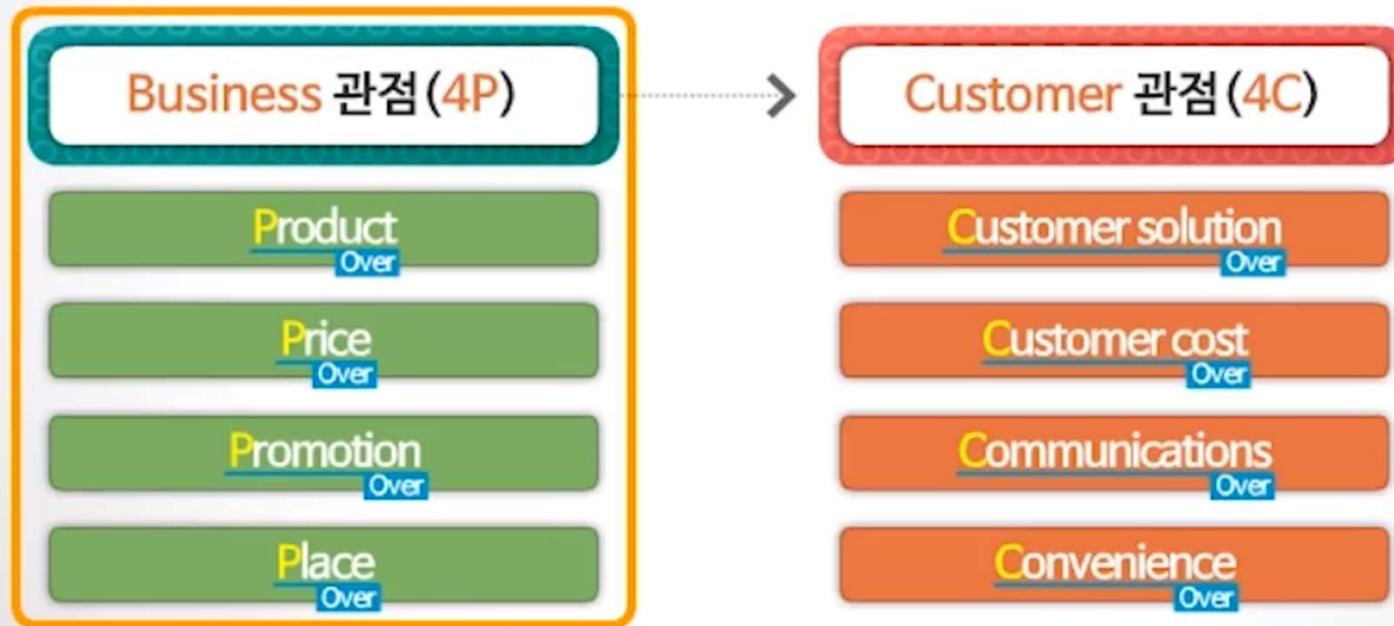 Business 관점(4P)
Product
Over
Price
Over
Promotion
Over
Place
Over
Customer 관점(4C)
Customer solution
Over
Customer cost
Over
Communications
Over
Convenience
Over